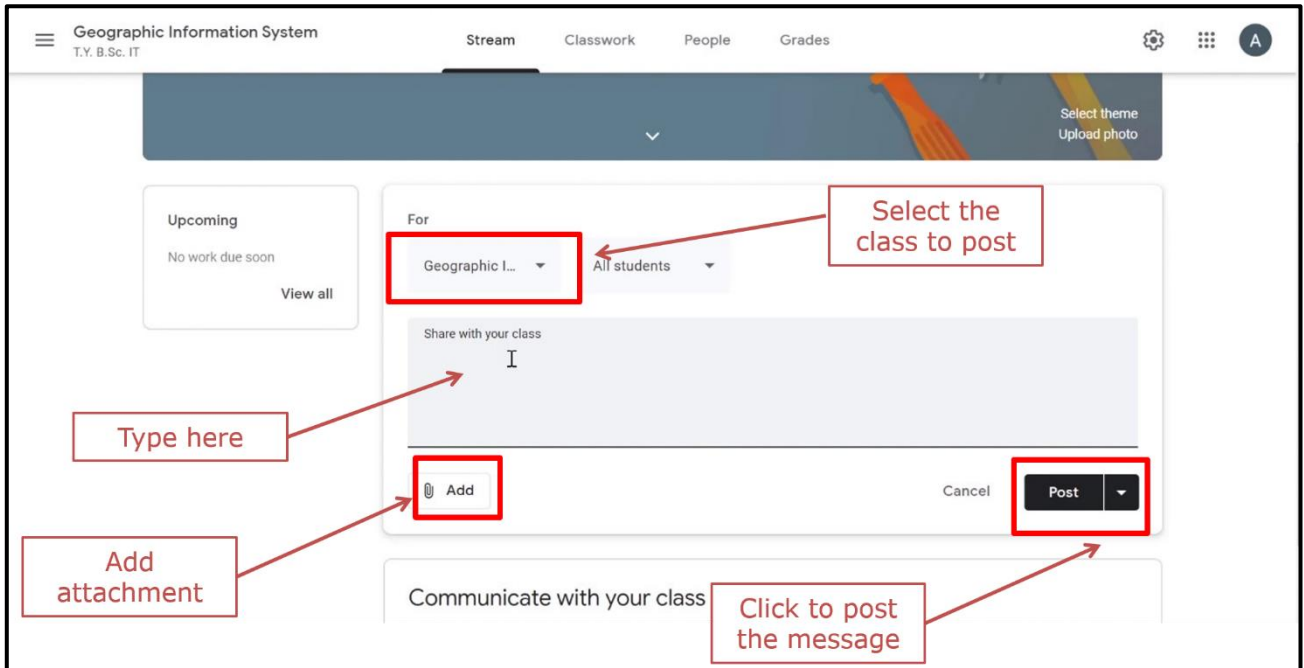 Geographic Information System
T.Y. B.Sc. IT
Stream
Classwork
People
Grades
A
Select theme
Upload photo
Upcoming
No work due soon
View all
For
Geographic I...
All students
Select the
class to post
Share with your class
Type here
Add
Cancel
Post
Add
attachment
Communicate with your class
Click to post
the message